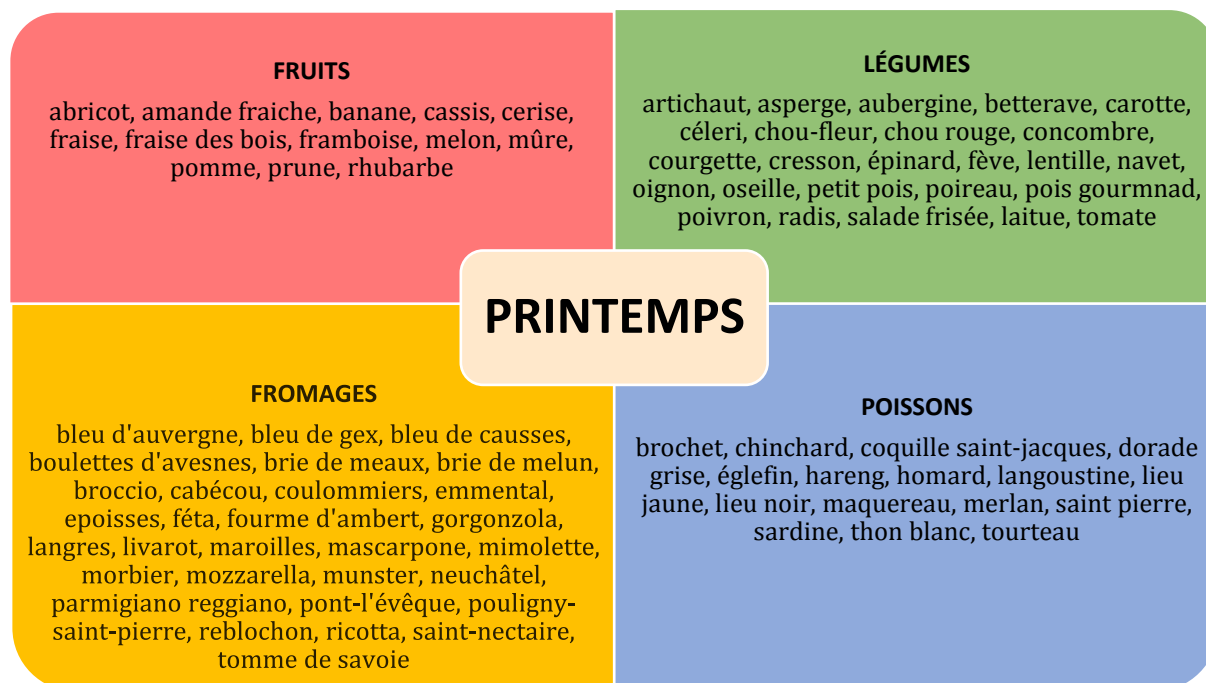 FRUITS
abricot, amande fraiche, banane, cassis, cerise,
fraise, fraise des bois, framboise, melon, mûre,
pomme, prune, rhubarbe
LÉGUMES
artichaut, asperge, aubergine, betterave, carotte,
céleri, chou-fleur, chou rouge, concombre,
courgette, cresson, épinard, fève, lentille, navet,
oignon, oseille, petit pois, poireau, pois gourmnad,
poivron, radis, salade frisée, laitue, tomate
PRINTEMPS
FROMAGES
bleu d'auvergne, bleu de gex, bleu de causses,
boulettes d'avesnes, brie de meaux, brie de melun,
broccio, cabécou, coulommiers, emmental,
epoisses, féta, fourme d'ambert, gorgonzola,
langres, livarot, maroilles, mascarpone, mimolette,
morbier, mozzarella, munster, neuchâtel,
parmigiano reggiano, pont-l'évêque, pouligny-
saint-pierre, reblochon, ricotta, saint-nectaire,
tomme de savoie
POISSONS
brochet, chinchard, coquille saint-jacques, dorade
grise, églefin, hareng, homard, langoustine, lieu
jaune, lieu noir, maquereau, merlan, saint pierre,
sardine, thon blanc, tourteau